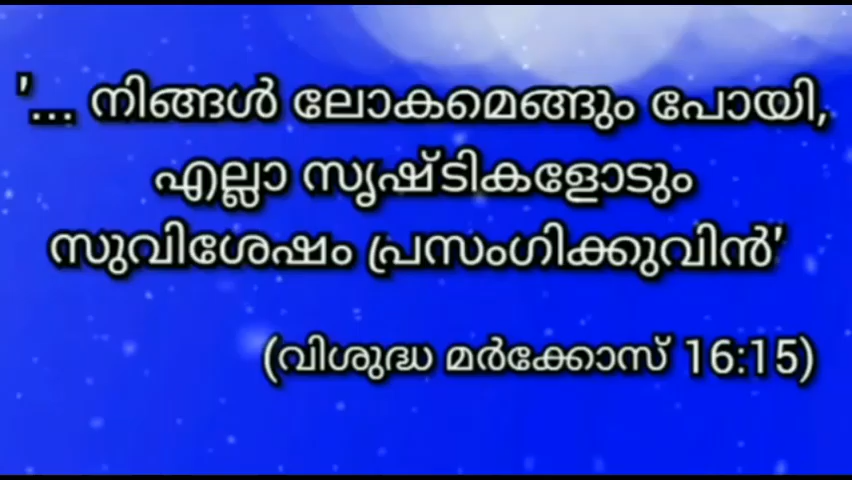 '... നിങ്ങൾ ലോകമെങ്ങും പോയി,
എല്ലാ സൃഷ്ടികളോടും
സുവിശേഷം പ്രസംഗിക്കുവിൻ'
(വിശുദ്ധ മർക്കോസ് 16:15)